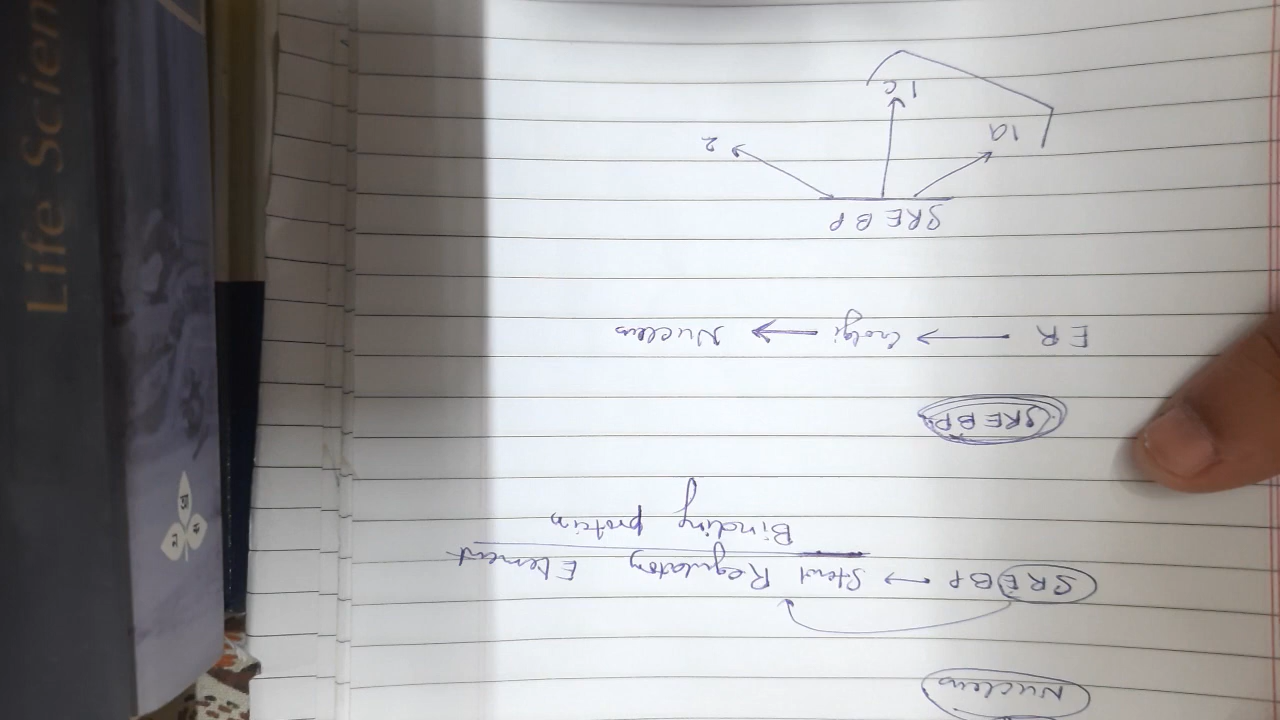 Nucleus
SREBP → Sterol Regulatory Element
Binding protein
SREBP
ER → Golgi → Nucleus
SREBP
1a 2
1c
Life Scien